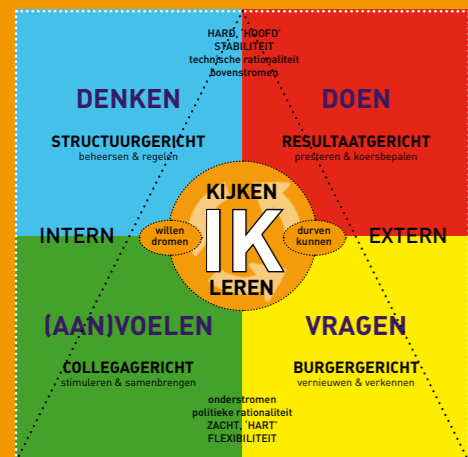 HARD, 'HOOFD'
STABILITEIT
technische rationaliteit
bovenstromen
DENKEN
DOEN
STRUCTUURGERICHT
beheersen & regelen
RESULTAATGERICHT
presteren & koersbepalen
KIJKEN
INTERN
willen
dromen
IK
durven
kunnen
EXTERN
LEREN
(AAN)VOELEN
VRAGEN
COLLEGAGERICHT
stimuleren & samenbrengen
BURGERGERICHT
vernieuwen & verkennen
onderstromen
politieke rationaliteit
ZACHT, 'HART'
FLEXIBILITEIT